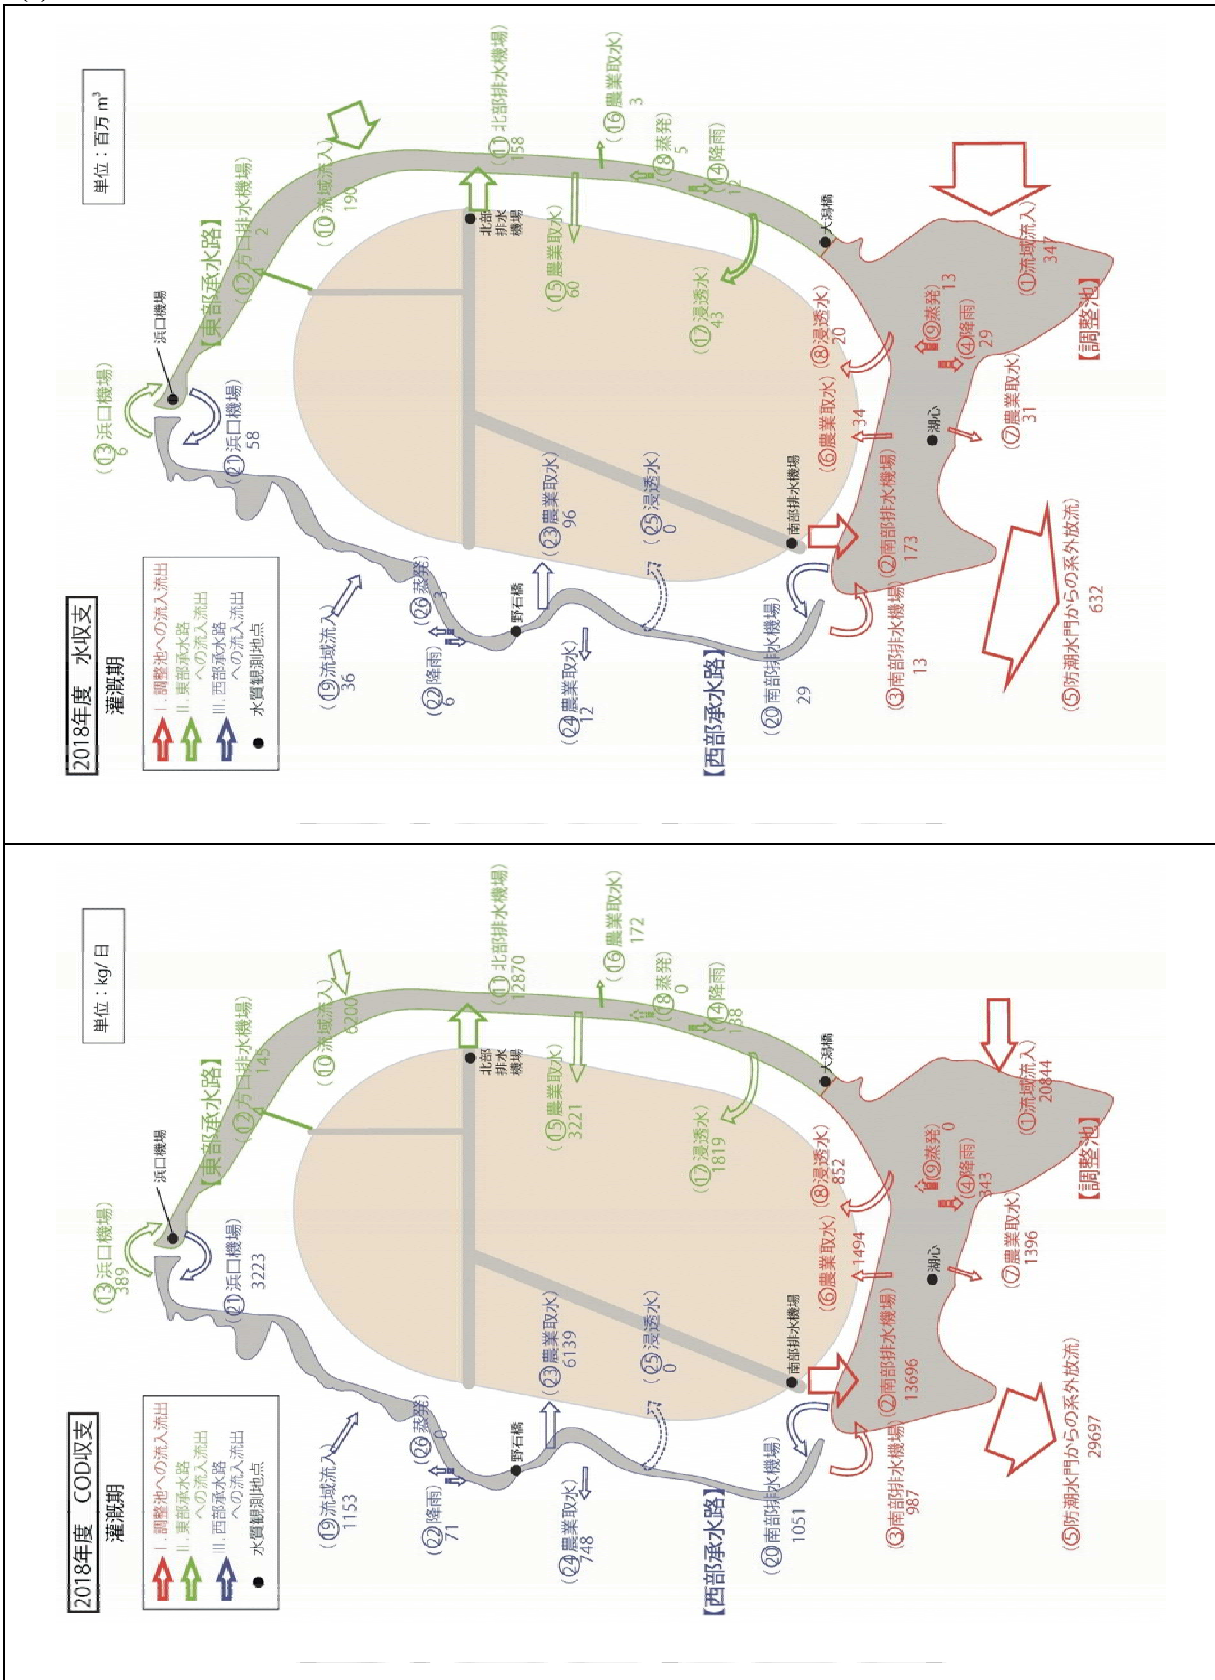 2018年度 水収支
灌漑期
単位：百万m³
Ⅰ. 調整池への流入流出
Ⅱ. 東部承水路
への流入流出
Ⅲ. 西部承水路
への流入流出
水質観測地点
(⑬浜口機場)
6
浜口機場
(㉑浜口機場)
58
【東部承水路】
(⑫方口排水機場)
2
(⑩流域流入)
190
(⑪北部排水機場)
158
北部
排水
機場
(⑮農業取水)
60
(⑯農業取水)
3
(⑱蒸発)
5
(⑭降雨)
12
(⑰浸透水)
43
大潟橋
(⑲流域流入)
36
(㉖蒸発)
3
(㉒降雨)
6
野石橋
(㉓農業取水)
96
(㉔農業取水)
12
(㉕浸透水)
0
【西部承水路】
(⑳南部排水機場)
29
南部排水機場
(⑥農業取水)
34
(⑧浸透水)
20
(②南部排水機場)
173
(③南部排水機場)
13
湖心
(⑨蒸発)
13
(④降雨)
29
(⑦農業取水)
31
(①流域流入)
347
【調整池】
(⑤防潮水門からの系外放流)
632
2018年度 COD収支
灌漑期
単位：kg/日
Ⅰ. 調整池への流入流出
Ⅱ. 東部承水路
への流入流出
Ⅲ. 西部承水路
への流入流出
水質観測地点
(⑬浜口機場)
389
浜口機場
(㉑浜口機場)
3223
【東部承水路】
(⑫方口排水機場)
145
(⑩流域流入)
6200
(⑪北部排水機場)
12870
北部
排水
機場
(⑮農業取水)
3221
(⑯農業取水)
172
(⑱蒸発)
0
(⑭降雨)
138
(⑰浸透水)
1819
大潟橋
(⑲流域流入)
1153
(㉖蒸発)
0
(㉒降雨)
71
野石橋
(㉓農業取水)
6139
(㉔農業取水)
748
(㉕浸透水)
0
【西部承水路】
(⑳南部排水機場)
1051
南部排水機場
(⑥農業取水)
1494
(⑧浸透水)
852
(②南部排水機場)
13696
(③南部排水機場)
987
湖心
(⑨蒸発)
0
(④降雨)
343
(⑦農業取水)
1396
(①流域流入)
20844
【調整池】
(⑤防潮水門からの系外放流)
29697